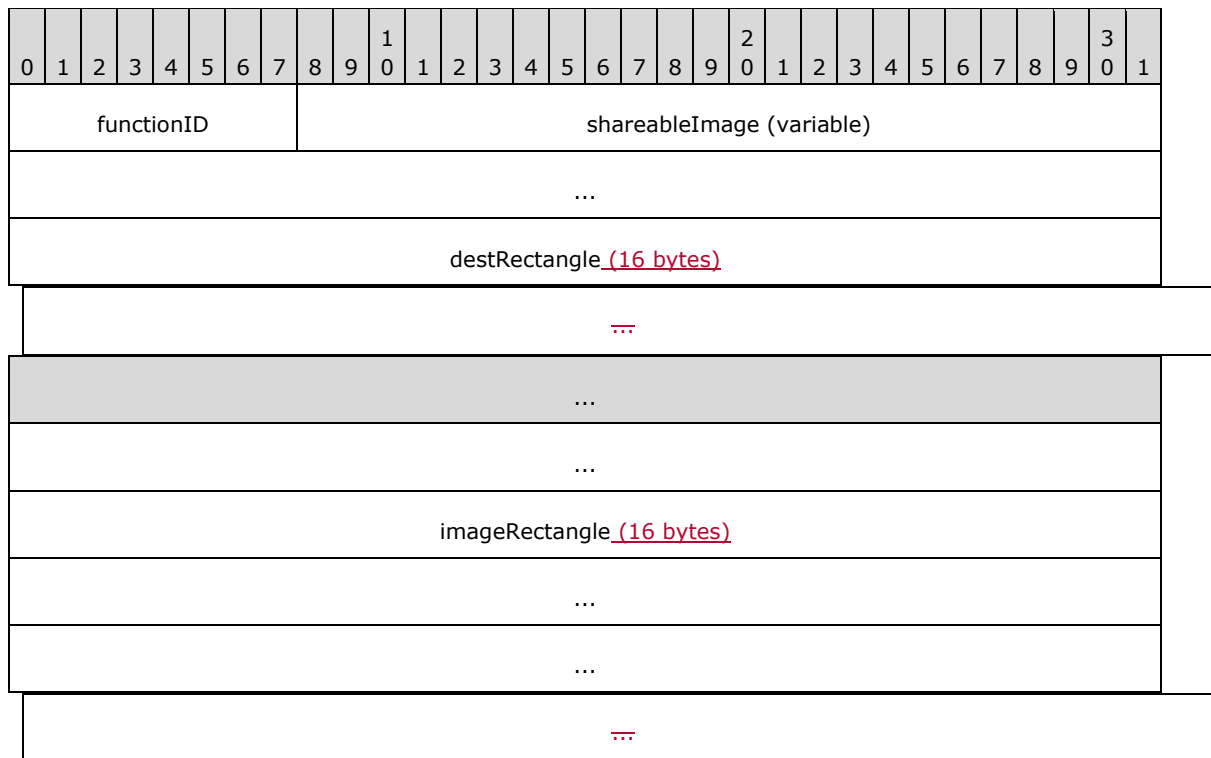 1 2 3
0 1 2 3 4 5 6 7 8 9 0 1 2 3 4 5 6 7 8 9 0 1 2 3 4 5 6 7 8 9 0 1
functionID shareableImage (variable)
...
destRectangle (16 bytes)
...
...
...
imageRectangle (16 bytes)
...
...
...